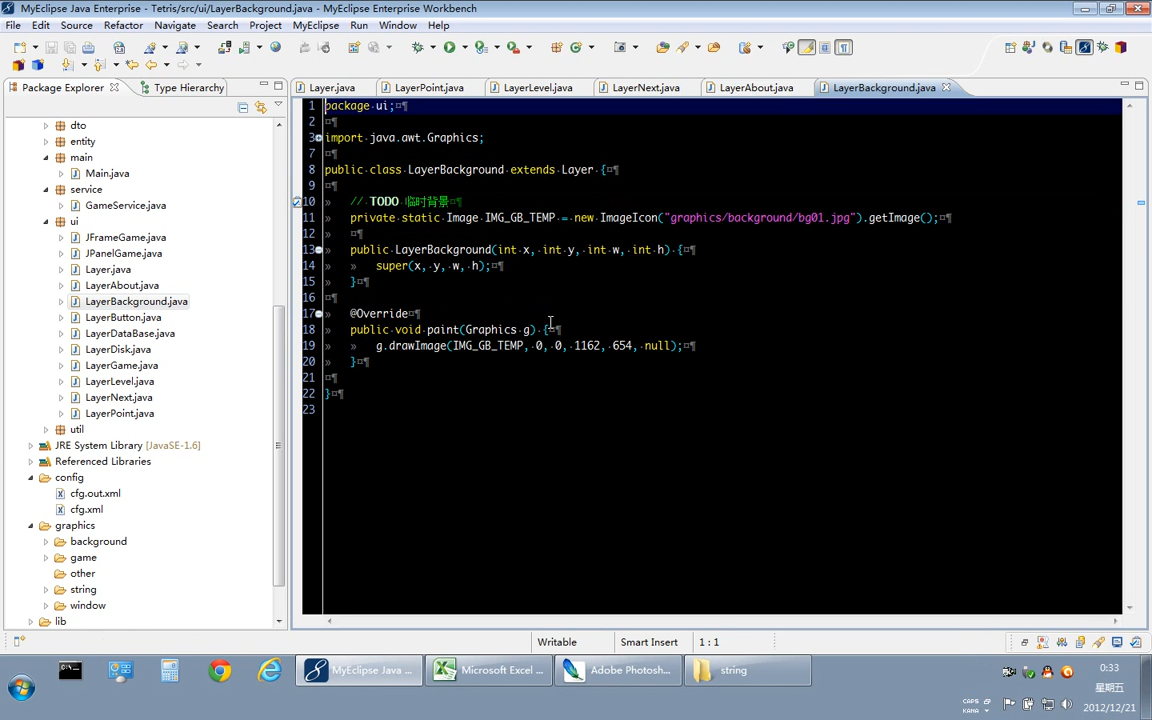 MyEclipse Java Enterprise - Tetris/src/ui/LayerBackground.java - MyEclipse Enterprise Workbench
File Edit Source Refactor Navigate Search Project MyEclipse Run Window Help
Package Explorer
Type Hierarchy
Layer.java
LayerPoint.java
LayerLevel.java
LayerNext.java
LayerAbout.java
LayerBackground.java
dto
entity
main
Main.java
service
GameService.java
ui
JFrameGame.java
JPanelGame.java
Layer.java
LayerAbout.java
LayerBackground.java
LayerButton.java
LayerDataBase.java
LayerDisk.java
LayerGame.java
LayerLevel.java
LayerNext.java
LayerPoint.java
util
JRE System Library [JavaSE-1.6]
Referenced Libraries
config
cfg.out.xml
cfg.xml
graphics
background
game
other
string
window
lib
1 package·ui;¤¶
2 ¤¶
3 import·java.awt.Graphics;
7 ¤¶
8 public·class·LayerBackground·extends·Layer·{¤¶
9 ¤¶
10 » //·TODO·临时背景¤¶
11 » private·static·Image·IMG_GB_TEMP·=·new·ImageIcon("graphics/background/bg01.jpg").getImage();¤¶
12 » ¤¶
13 » public·LayerBackground(int·x,·int·y,·int·w,·int·h)·{¤¶
14 » » super(x,·y,·w,·h);¤¶
15 » }¤¶
16 ¤¶
17 » @Override¤¶
18 » public·void·paint(Graphics·g)·{¤¶
19 » » g.drawImage(IMG_GB_TEMP,·0,·0,·1162,·654,·null);¤¶
20 » }¤¶
21 ¤¶
22 }¤¶
23
Writable
Smart Insert
1 : 1
MyEclipse Java ...
Microsoft Excel ...
Adobe Photosh...
string
CAPS
KANA
0:33
星期五
2012/12/21